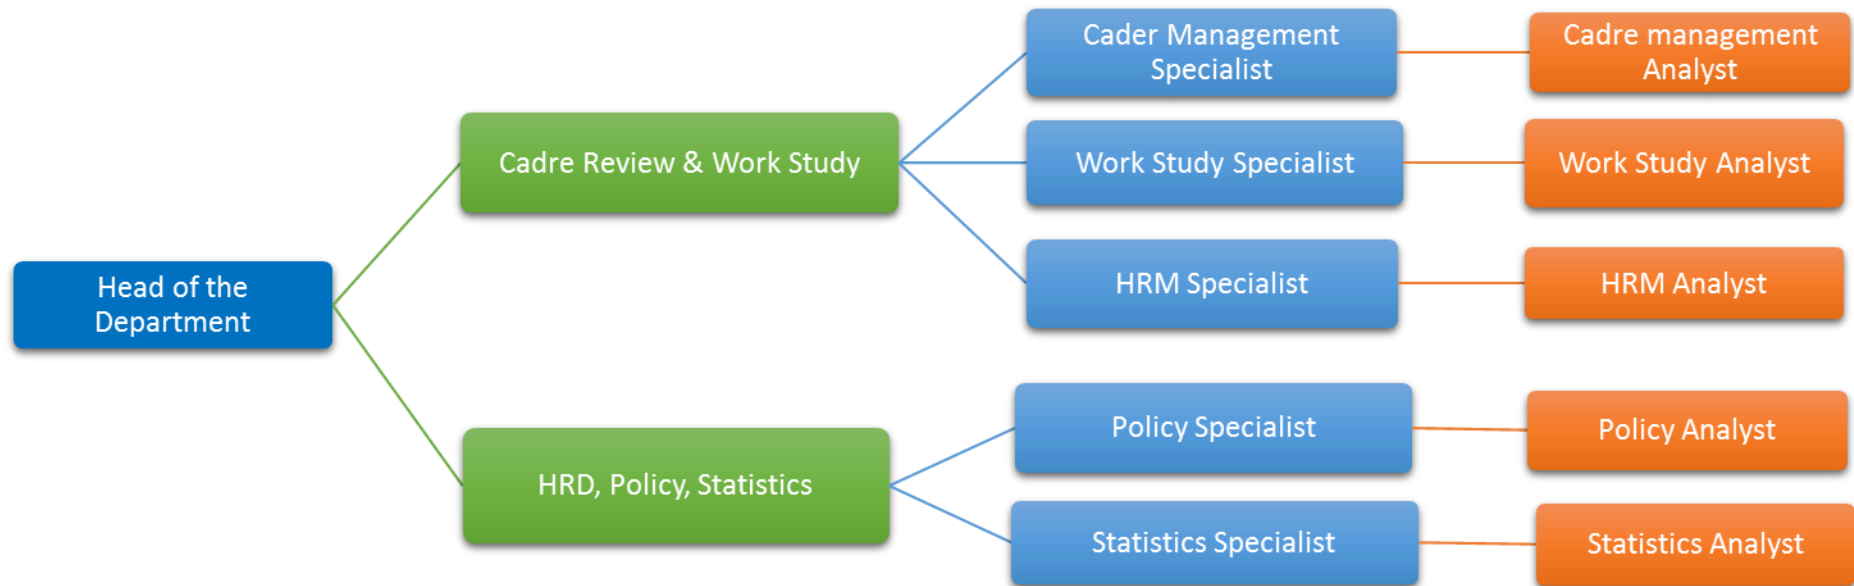 Head of the
Department
Cadre Review & Work Study
HRD, Policy, Statistics
Cader Management
Specialist
Work Study Specialist
HRM Specialist
Policy Specialist
Statistics Specialist
Cadre management
Analyst
Work Study Analyst
HRM Analyst
Policy Analyst
Statistics Analyst